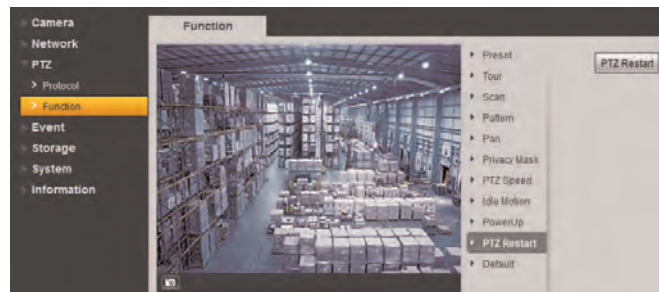 Camera
Network
PTZ
Protocol
Function
Event
Storage
System
Information
Function
Preset
Tour
Scan
Pattern
Pan
Privacy Mask
PTZ Speed
Idle Motion
PowerUp
PTZ Restart
Default
PTZ Restart